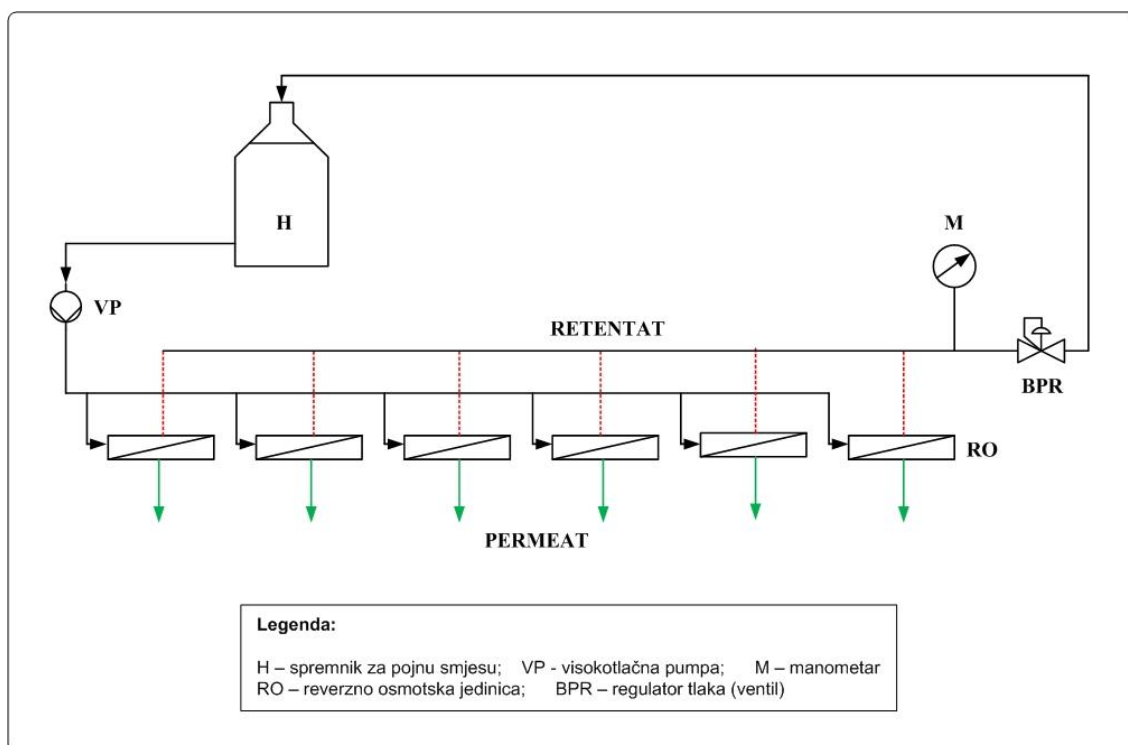 H
M
VP
RETENTAT
BPR
RO
PERMEAT
Legenda:
H – spremnik za pojnu smjesu; VP - visokotlačna pumpa; M – manometar
RO – reverzno osmotska jedinica; BPR – regulator tlaka (ventil)